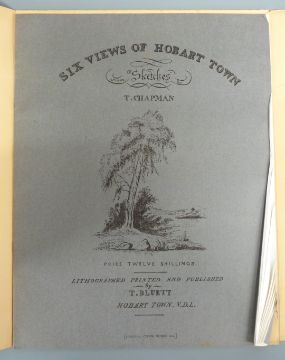 SIX VIEWS OF HOBART TOWN
Sketches
T. CHAPMAN
PRICE TWELVE SHILLINGS.
LITHOGRAPHED PRINTED AND PUBLISHED
by
T. BLUETT
HOBART TOWN. V.D.L.